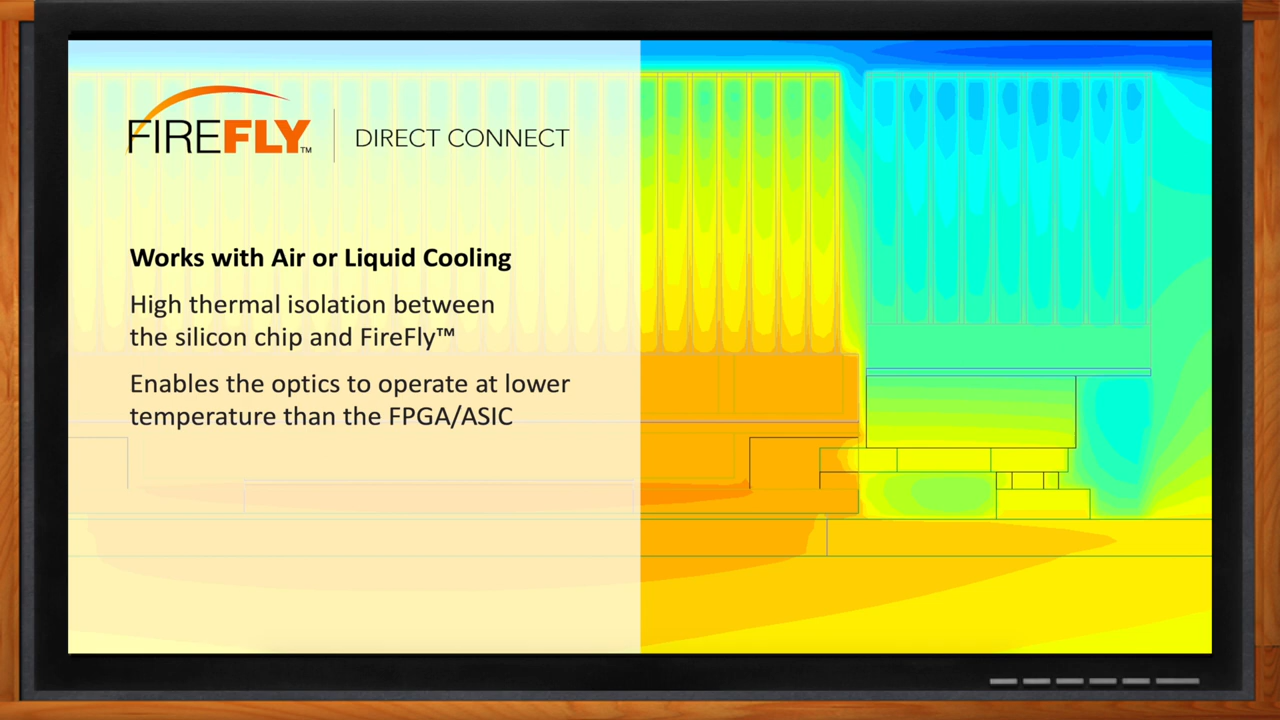 FIREFLY™ | DIRECT CONNECT
Works with Air or Liquid Cooling
High thermal isolation between
the silicon chip and FireFly™
Enables the optics to operate at lower
temperature than the FPGA/ASIC